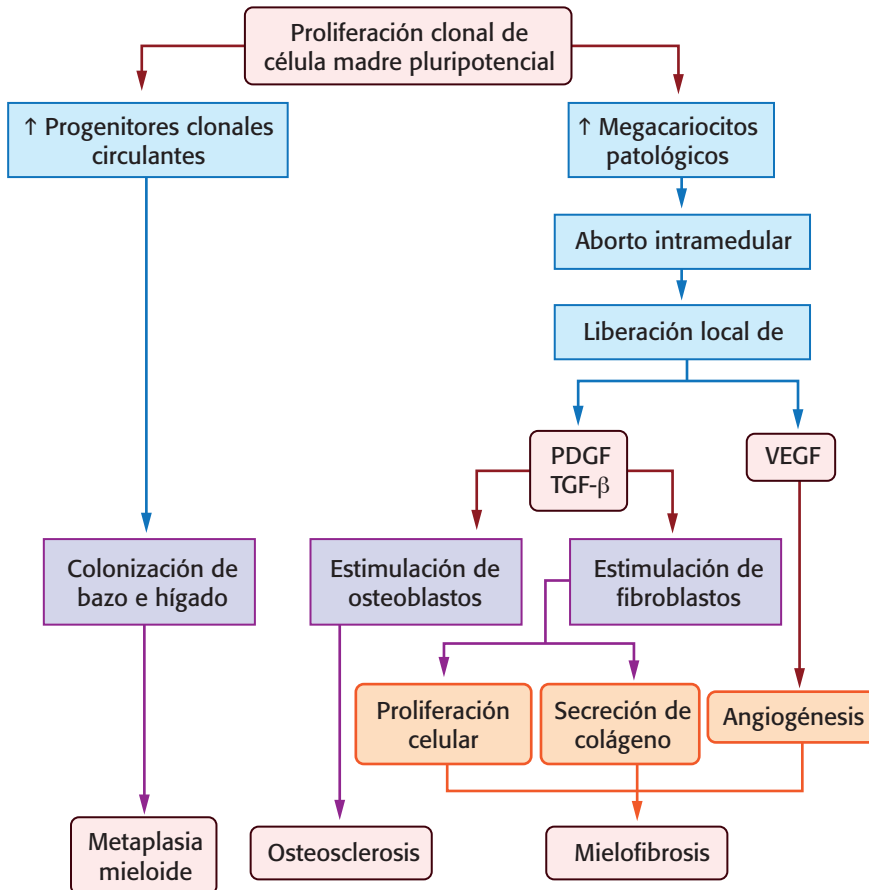 Proliferación clonal de
célula madre pluripotencial
↑ Progenitores clonales
circulantes
↑ Megacariocitos
patológicos
Aborto intramedular
Liberación local de
PDGF
TGF-β
VEGF
Colonización de
bazo e hígado
Estimulación de
osteoblastos
Estimulación de
fibroblastos
Proliferación
celular
Secreción de
colágeno
Angiogénesis
Metaplasia
mieloide
Osteosclerosis
Mielofibrosis